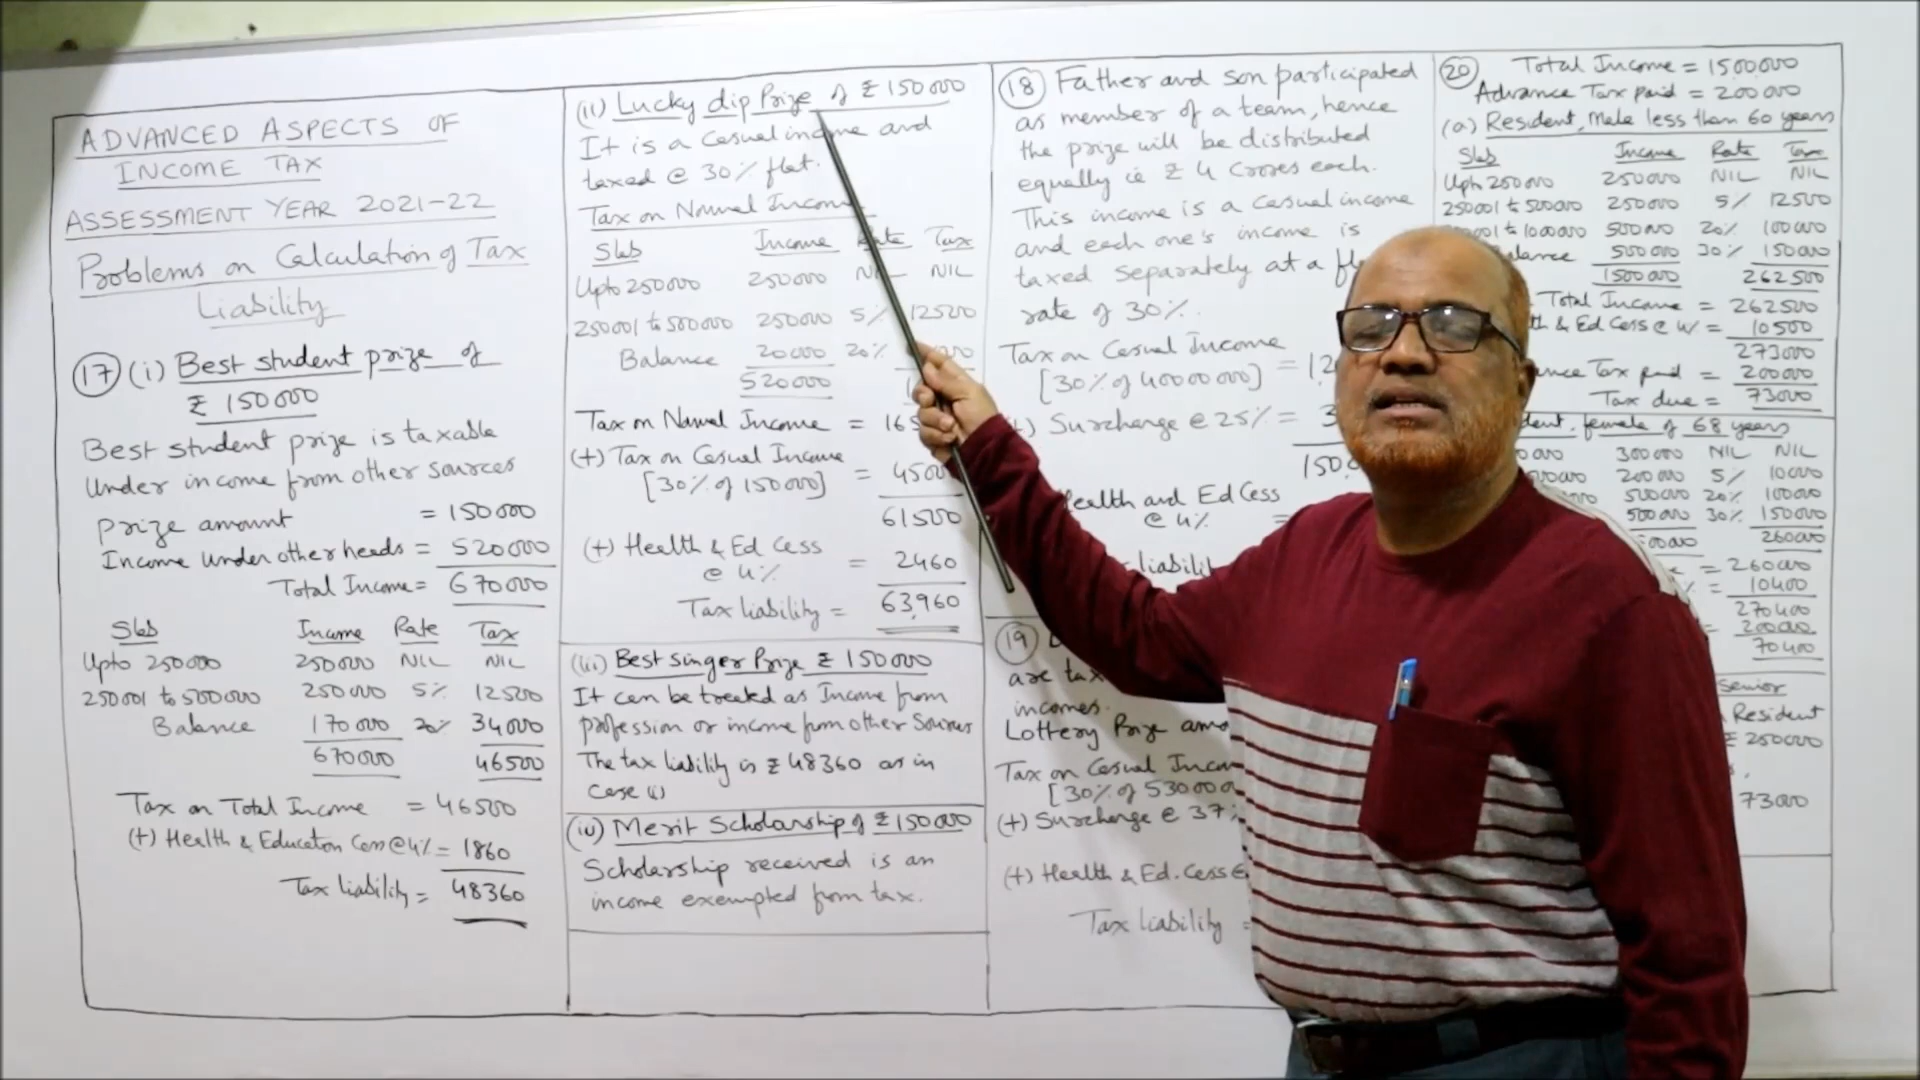 ADVANCED ASPECTS OF
INCOME TAX
ASSESSMENT YEAR 2021-22
Problems on Calculation of Tax
Liability
17 (i) Best student prize of
₹ 150000
Best student prize is taxable
under income from other sources
Prize amount = 150000
Income under other heads = 520000
Total Income = 670000
Slab Income Rate Tax
Upto 250000 250000 NIL NIL
250001 to 500000 250000 5% 12500
Balance 170000 20% 34000
670000 46500
Tax on Total Income = 46500
(+) Health & Education Cess @ 4% = 1860
Tax liability = 48360
(ii) Lucky dip Prize of ₹ 150000
It is a Casual income and
taxed @ 30% flat.
Tax on Normal Income
Slab Income Rate Tax
Upto 250000 250000 NIL NIL
250001 to 500000 250000 5% 12500
Balance 20000 20%
520000
Tax on Normal Income = 165
(+) Tax on Casual Income
[30% of 150000] = 4500
61500
(+) Health & Ed Cess
@ 4% = 2460
Tax liability = 63,960
(iii) Best Singer Prize ₹ 150000
It can be treated as Income from
profession or income from other Sources
The tax liability is ₹ 48360 as in
Case (i)
(iv) Merit Scholarship of ₹ 150000
Scholarship received is an
income exempted from tax.
18 Father and son participated
as member of a team, hence
the prize will be distributed
equally ie ₹ 4 Crores each.
This income is a casual income
and each one's income is
taxed separately at a
rate of 30%.
Tax on Casual Income
[30% of 40000000] =
Surcharge @ 25% =
Health and Ed Cess
@ 4% =
19
are
incomes.
Lottery Prize
Tax on Casual
[30% of
(+) Surcharge @ 37
(+) Health & Ed. Cess
Tax liability =
20 Total Income = 1500000
Advance Tax paid = 200000
(a) Resident, Male less than 60 years
Slab Income Rate Tax
Upto 250000 250000 NIL NIL
250001 to 500000 250000 5% 12500
to 1000000 500000 20% 100000
500000 30% 150000
1500000 262500
Total Income = 262500
& Ed Cess @ 4% = 10500
273000
Tax paid = 200000
Tax due = 73000
female of 68 years
300000 NIL NIL
200000 5% 10000
500000 20% 100000
500000 30% 150000
260000
= 260000
= 10400
270400
= 200000
70400
Senior
Resident
₹ 250000
73000